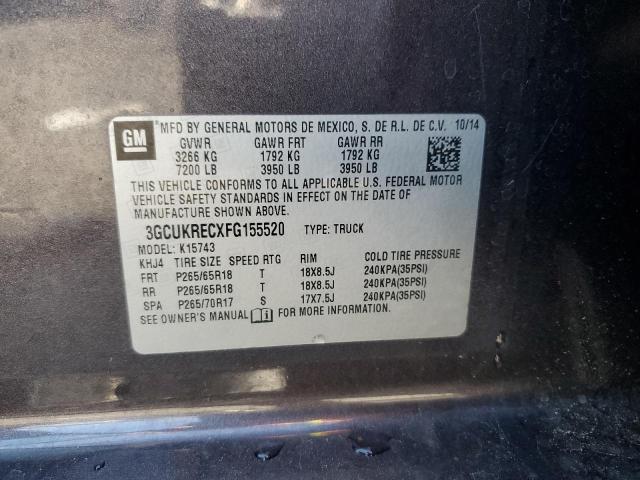 GM
MFD BY GENERAL MOTORS DE MEXICO, S. DE R.L. DE C.V. 10/14
GVWR GAWR FRT GAWR RR
3266 KG 1792 KG 1792 KG
7200 LB 3950 LB 3950 LB
THIS VEHICLE CONFORMS TO ALL APPLICABLE U.S. FEDERAL MOTOR
VEHICLE SAFETY STANDARDS IN EFFECT ON THE DATE OF
MANUFACTURE SHOWN ABOVE.
3GCUKRECXFG155520 TYPE: TRUCK
MODEL: K15743
KHJ4 TIRE SIZE SPEED RTG RIM COLD TIRE PRESSURE
FRT P265/65R18 T 18X8.5J 240KPA(35PSI)
RR P265/65R18 T 18X8.5J 240KPA(35PSI)
SPA P265/70R17 S 17X7.5J 240KPA(35PSI)
SEE OWNER'S MANUAL FOR MORE INFORMATION.